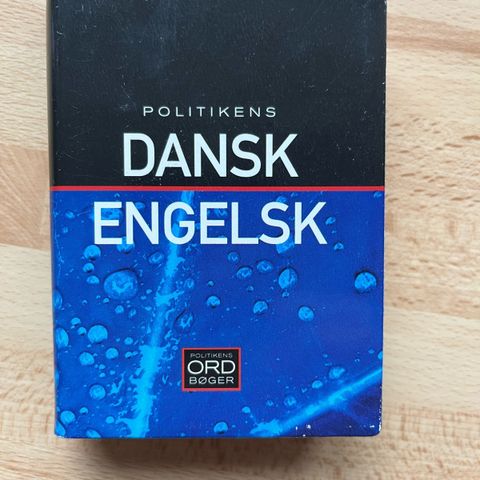 POLITIKENS
DANSK
ENGELSK
POLITIKENS
ORD
BØGER